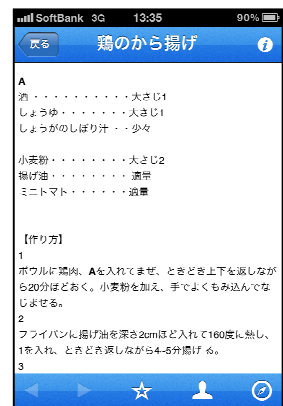 SoftBank 3G 13:35 90%
戻る 鶏のから揚げ
A
酒 ・・・・・・・・・・・大さじ1
しょうゆ・・・・・・・大さじ1
しょうがのしぼり汁 ・・少々
小麦粉・・・・・・・・大さじ2
揚げ油・・・・・・・・ 適量
ミニトマト・・・・・・適量
【作り方】
1
ボウルに鶏肉、Aを入れてまぜ、ときどき上下を返しなが
ら20分ほどおく。小麦粉を加え、手でよくもみ込んでな
じませる。
2
フライパンに揚げ油を深さ2cmほど入れて160度に熱し、
1を入れ、ときどき返しながら4~5分揚げ る。
3